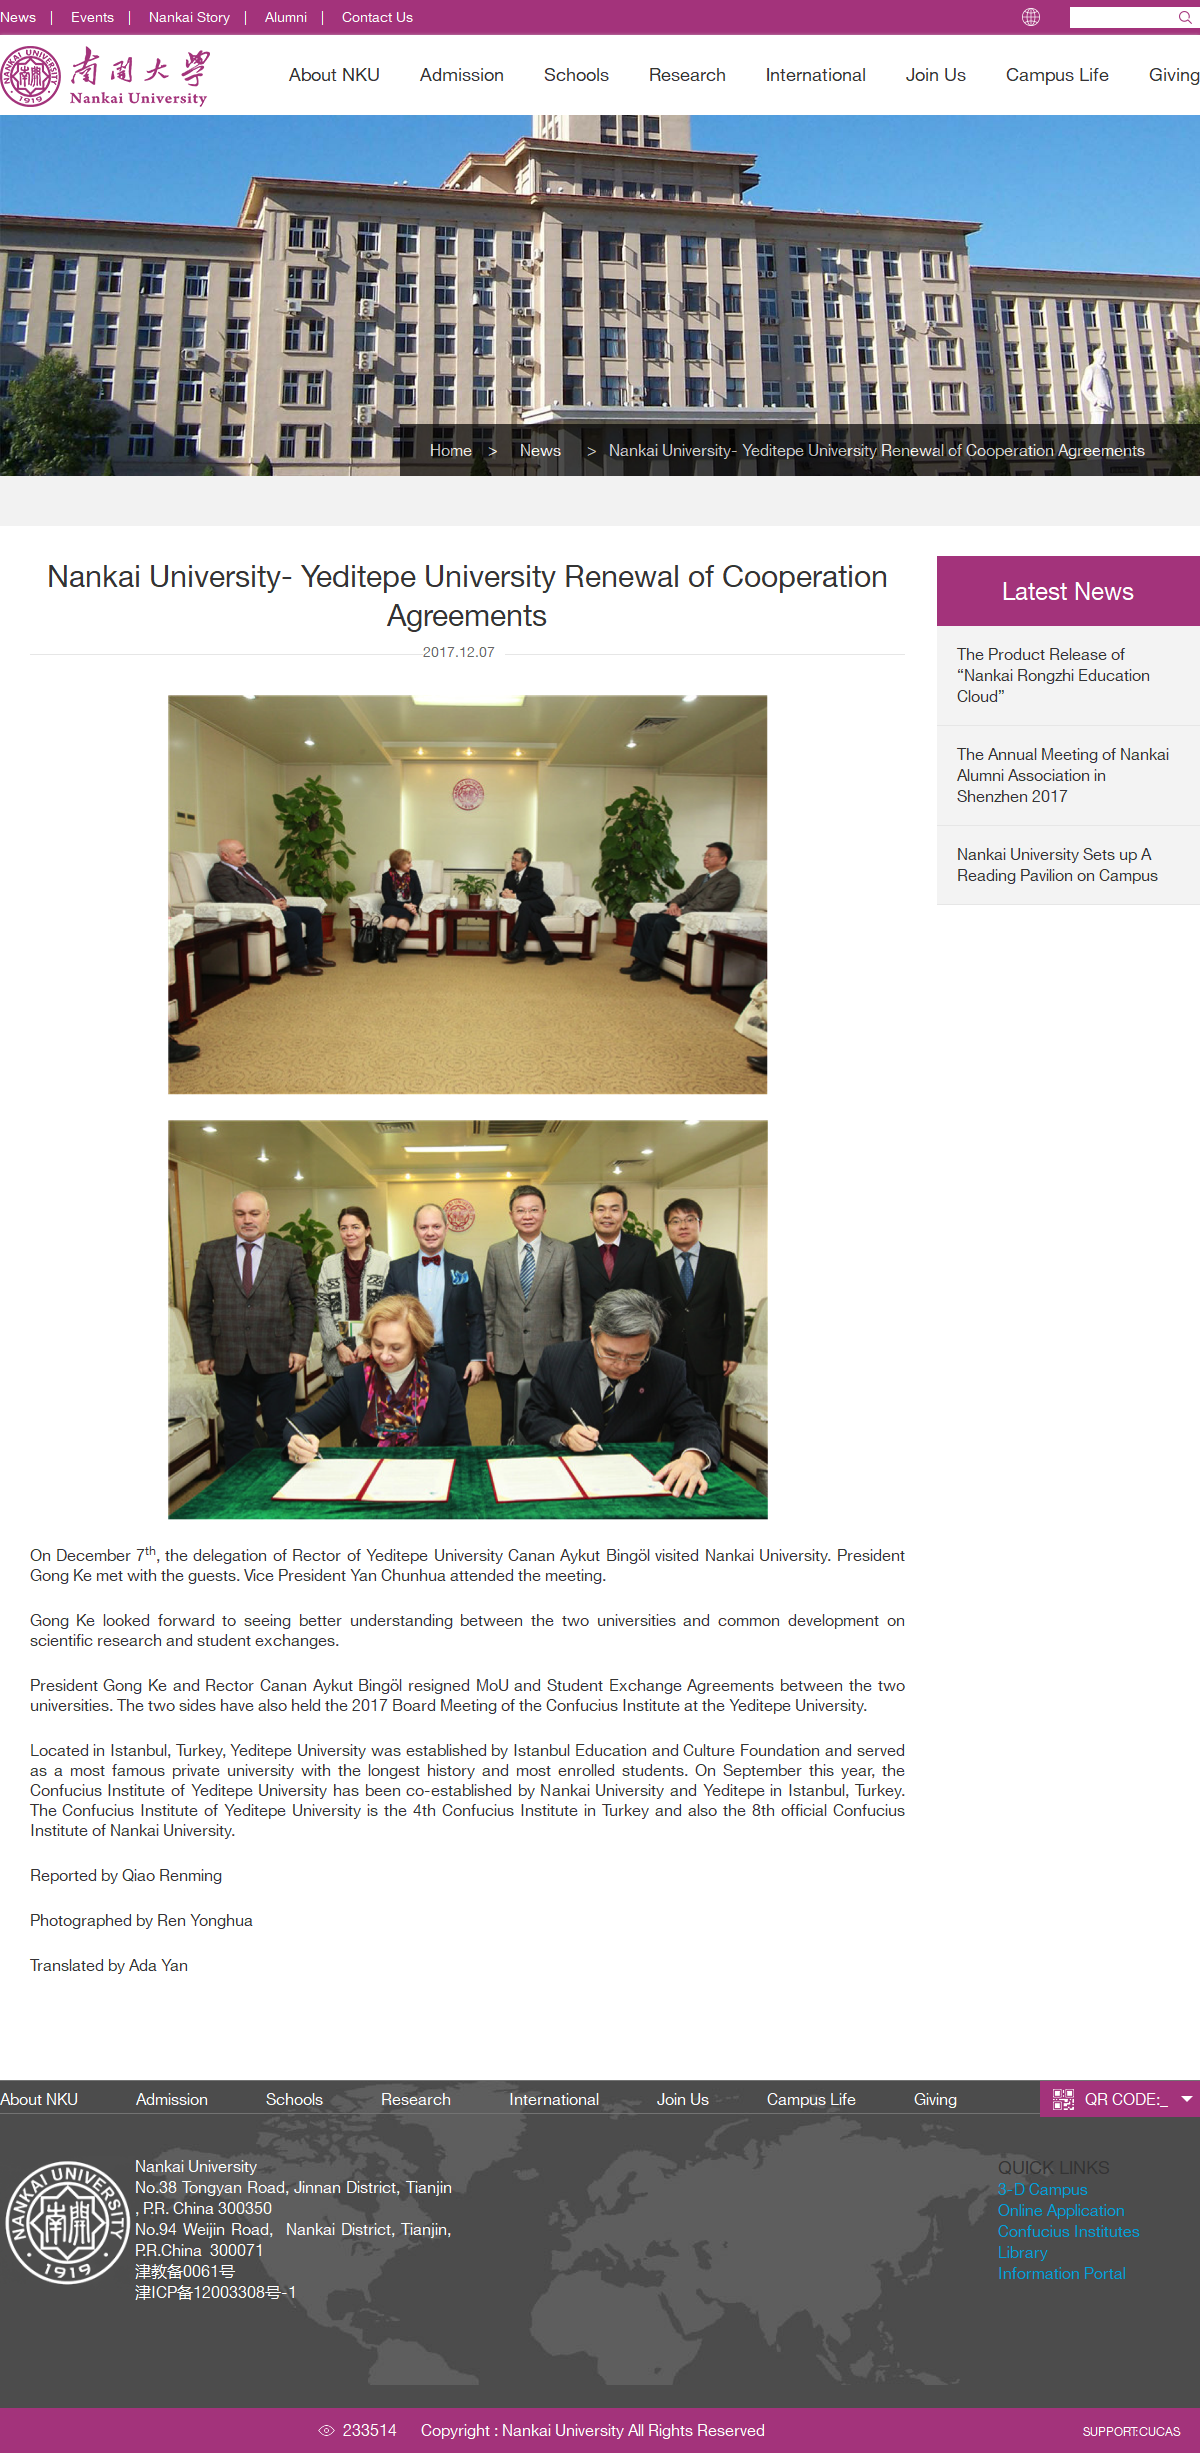 News | Events | Nankai Story | Alumni | Contact Us
NANKAI UNIVERSITY
南開
1919
南開大學
Nankai University
About NKU Admission Schools Research International Join Us Campus Life Giving
Home > News > Nankai University- Yeditepe University Renewal of Cooperation Agreements
Nankai University- Yeditepe University Renewal of Cooperation
Agreements
2017.12.07
Latest News
The Product Release of
“Nankai Rongzhi Education
Cloud”
The Annual Meeting of Nankai
Alumni Association in
Shenzhen 2017
Nankai University Sets up A
Reading Pavilion on Campus
On December 7th, the delegation of Rector of Yeditepe University Canan Aykut Bingöl visited Nankai University. President
Gong Ke met with the guests. Vice President Yan Chunhua attended the meeting.
Gong Ke looked forward to seeing better understanding between the two universities and common development on
scientific research and student exchanges.
President Gong Ke and Rector Canan Aykut Bingöl resigned MoU and Student Exchange Agreements between the two
universities. The two sides have also held the 2017 Board Meeting of the Confucius Institute at the Yeditepe University.
Located in Istanbul, Turkey, Yeditepe University was established by Istanbul Education and Culture Foundation and served
as a most famous private university with the longest history and most enrolled students. On September this year, the
Confucius Institute of Yeditepe University has been co-established by Nankai University and Yeditepe in Istanbul, Turkey.
The Confucius Institute of Yeditepe University is the 4th Confucius Institute in Turkey and also the 8th official Confucius
Institute of Nankai University.
Reported by Qiao Renming
Photographed by Ren Yonghua
Translated by Ada Yan
About NKU Admission Schools Research International Join Us Campus Life Giving QR CODE:_
NANKAI UNIVERSITY
南開
1919
Nankai University
No.38 Tongyan Road, Jinnan District, Tianjin
, P.R. China 300350
No.94 Weijin Road, Nankai District, Tianjin,
P.R.China 300071
津教备0061号
津ICP备12003308号-1
QUICK LINKS
3-D Campus
Online Application
Confucius Institutes
Library
Information Portal
233514 Copyright : Nankai University All Rights Reserved SUPPORT:CUCAS